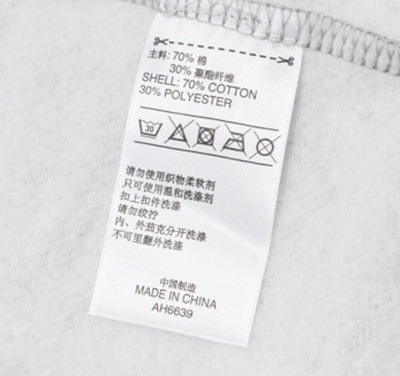 主料: 70% 棉
30% 聚酯纤维
SHELL: 70% COTTON
30% POLYESTER
30
请勿使用织物柔软剂
只可使用温和洗涤剂
扣上扣件洗涤
请勿绞拧
内、外茄克分开洗涤
不可里翻外洗涤
中国制造
MADE IN CHINA
AH6639